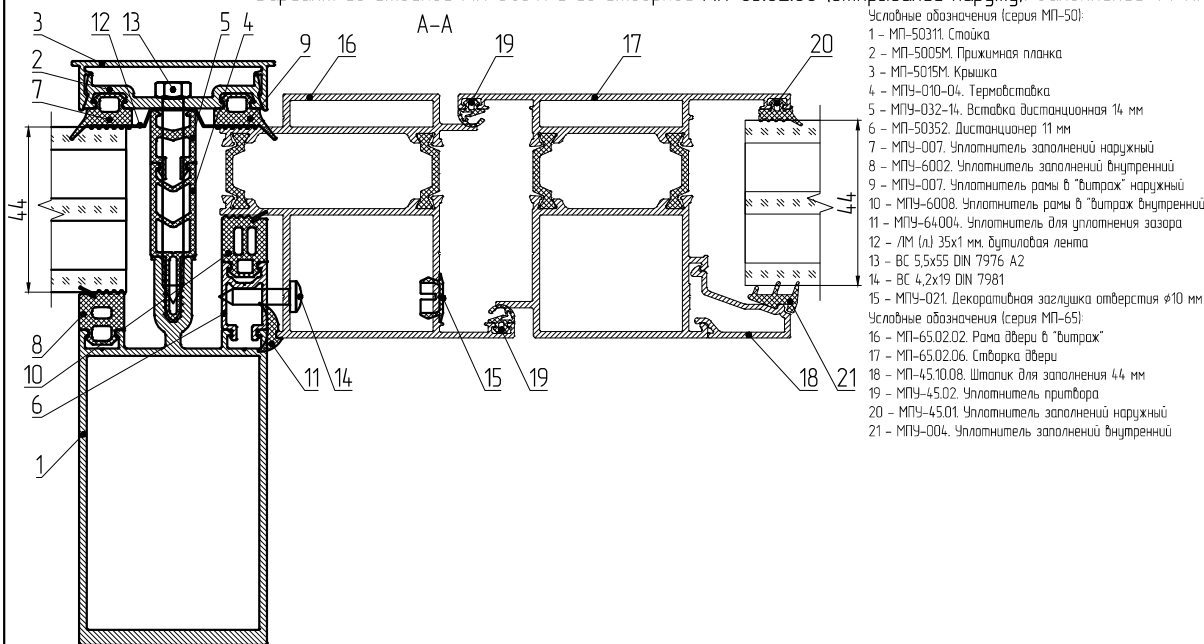 А-А
Условные обозначения (серия МП-50):
1 - МП-50311. Стойка
2 - МП-5005М. Прижимная планка
3 - МП-5015М. Крышка
4 - МПУ-010-04. Термовставка
5 - МПУ-032-14. Вставка дистанционная 14 мм
6 - МП-50352. Дистанционер 11 мм
7 - МПУ-007. Уплотнитель заполнений наружный
8 - МПУ-6002. Уплотнитель заполнений внутренний
9 - МПУ-007. Уплотнитель рамы в "витраж" наружный
10 - МПУ-6008. Уплотнитель рамы в "витраж внутренний
11 - МПУ-64004. Уплотнитель для уплотнения зазора
12 - ЛМ (л.) 35х1 мм. бутиловая лента
13 - ВС 5,5х55 DIN 7976 А2
14 - ВС 4,2х19 DIN 7981
15 - МПУ-021. Декоративная заглушка отверстия ø10 мм
Условные обозначения (серия МП-65):
16 - МП-65.02.02. Рама двери в "витраж"
17 - МП-65.02.06. Створка двери
18 - МП-45.10.08. Штапик для заполнения 44 мм
19 - МПУ-45.02. Уплотнитель притвора
20 - МПУ-45.01. Уплотнитель заполнений наружный
21 - МПУ-004. Уплотнитель заполнений внутренний
3
12
13
5
4
9
16
19
17
20
2
7
44
44
8
10
6
11
14
15
19
18
21
1